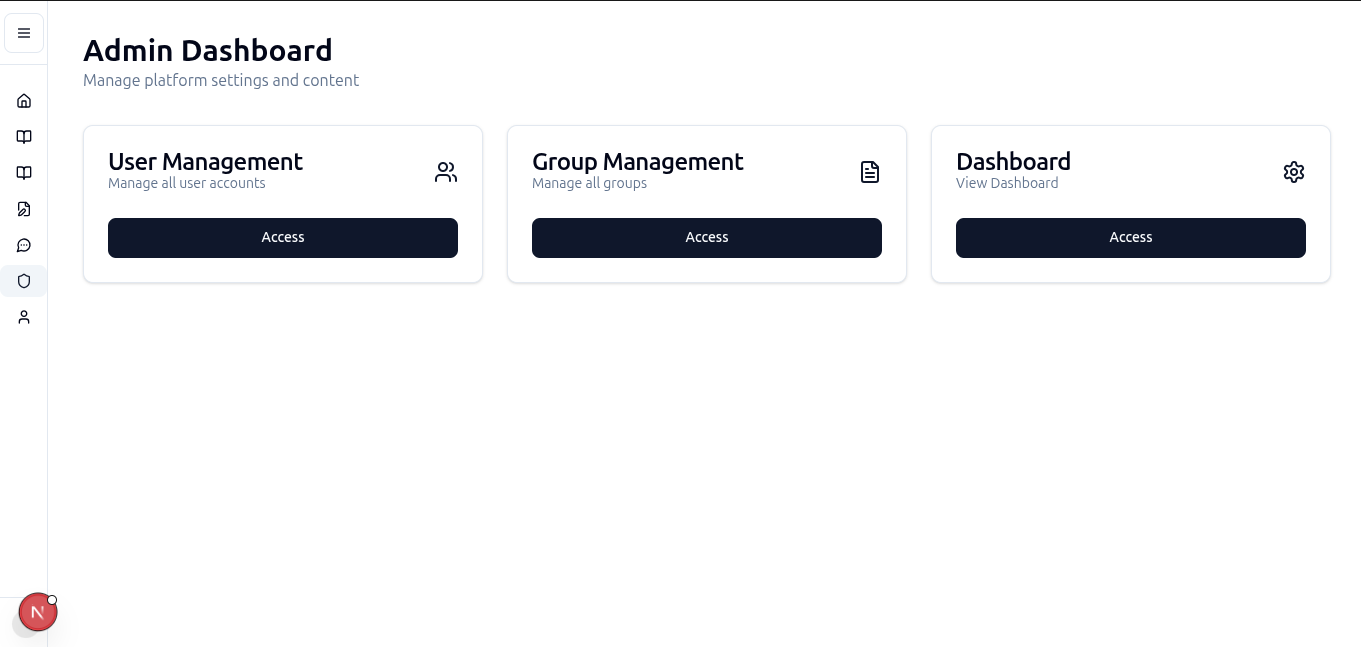 Admin Dashboard
Manage platform settings and content
User Management
Manage all user accounts
Access
Group Management
Manage all groups
Access
Dashboard
View Dashboard
Access
N